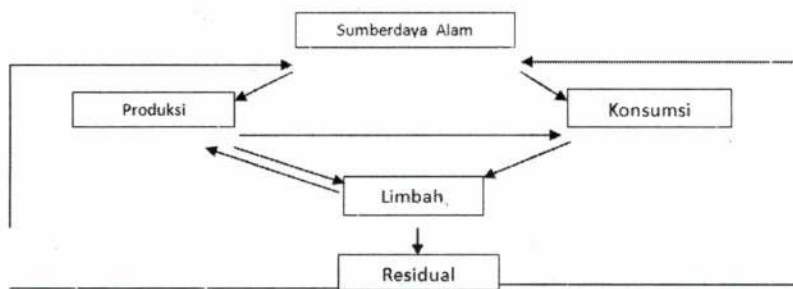 Sumberdaya Alam
Produksi
Konsumsi
Limbah
Residual